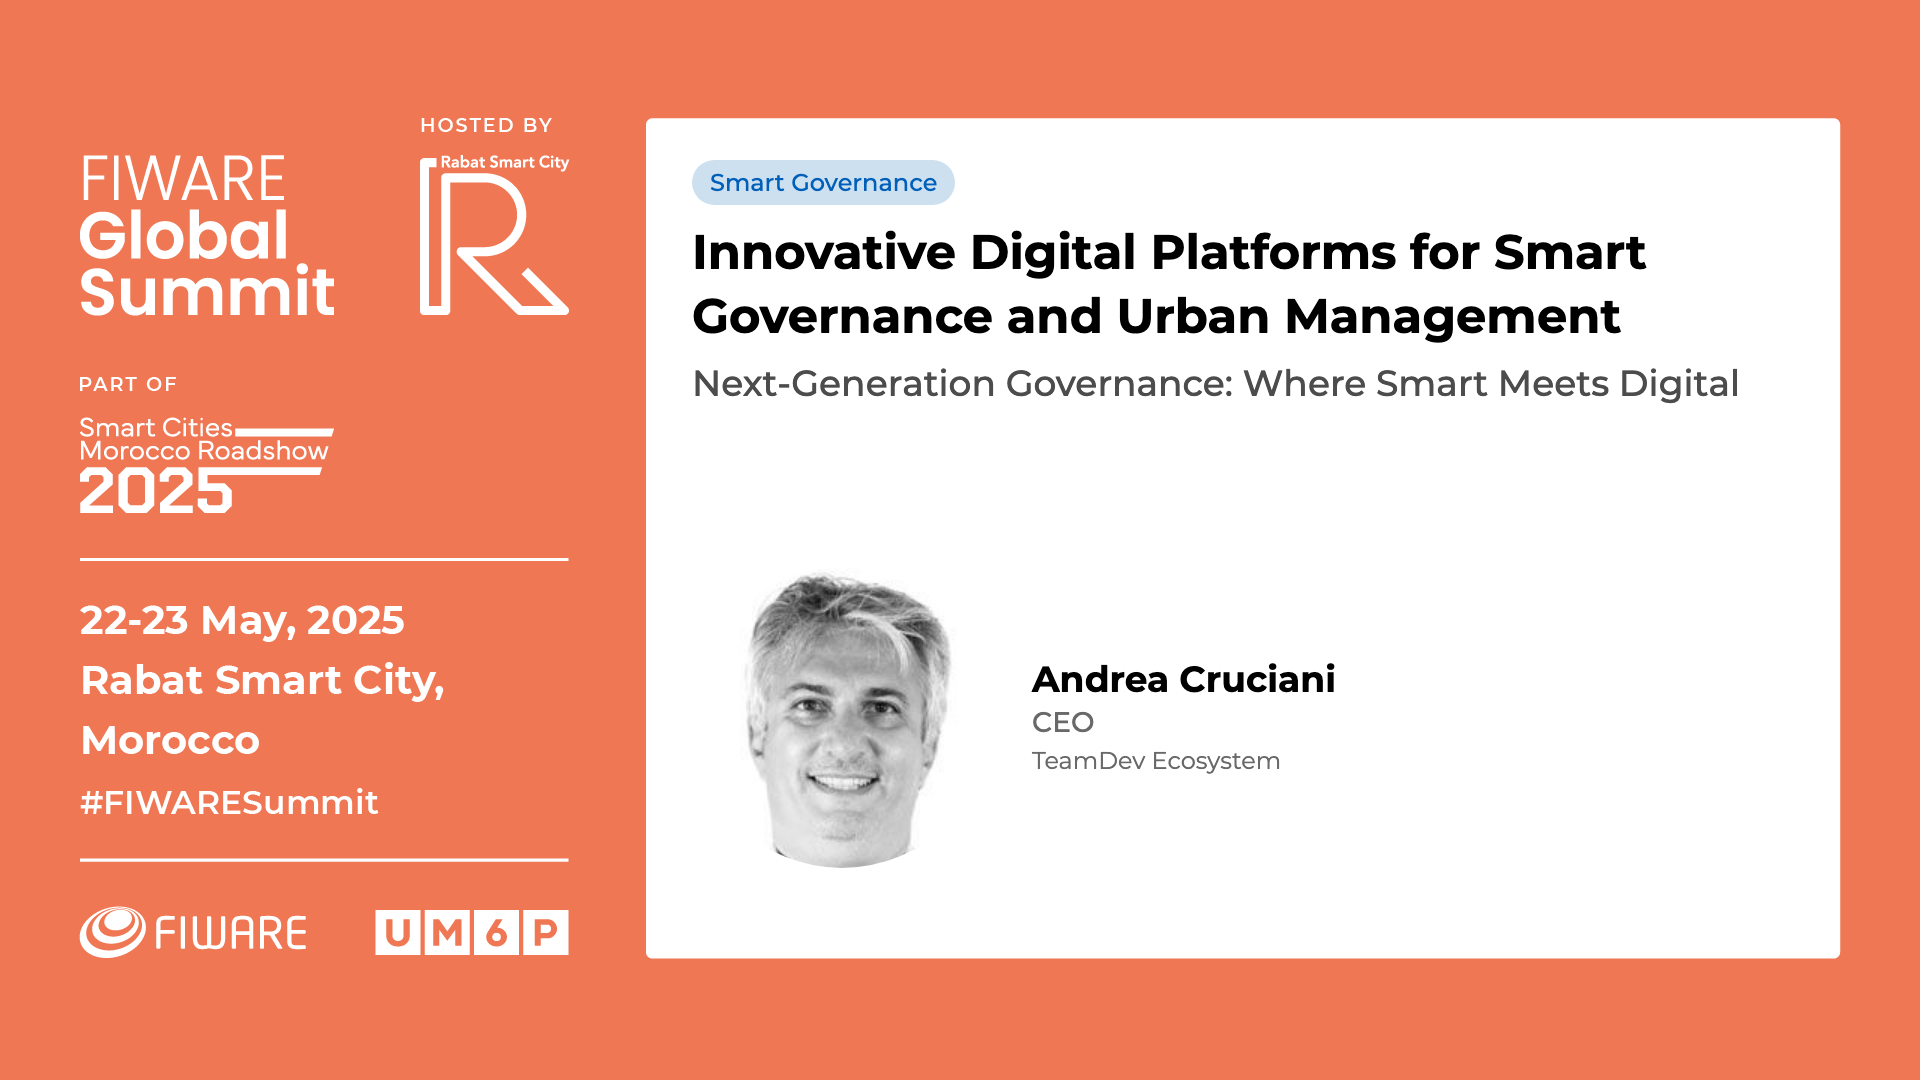 HOSTED BY
FIWARE
Global
Summit
Rabat Smart City
R
PART OF
Smart Cities
Morocco Roadshow
2025
22-23 May, 2025
Rabat Smart City,
Morocco
#FIWARESummit
FIWARE
UM6P
Smart Governance
Innovative Digital Platforms for Smart
Governance and Urban Management
Next-Generation Governance: Where Smart Meets Digital
Andrea Cruciani
CEO
TeamDev Ecosystem